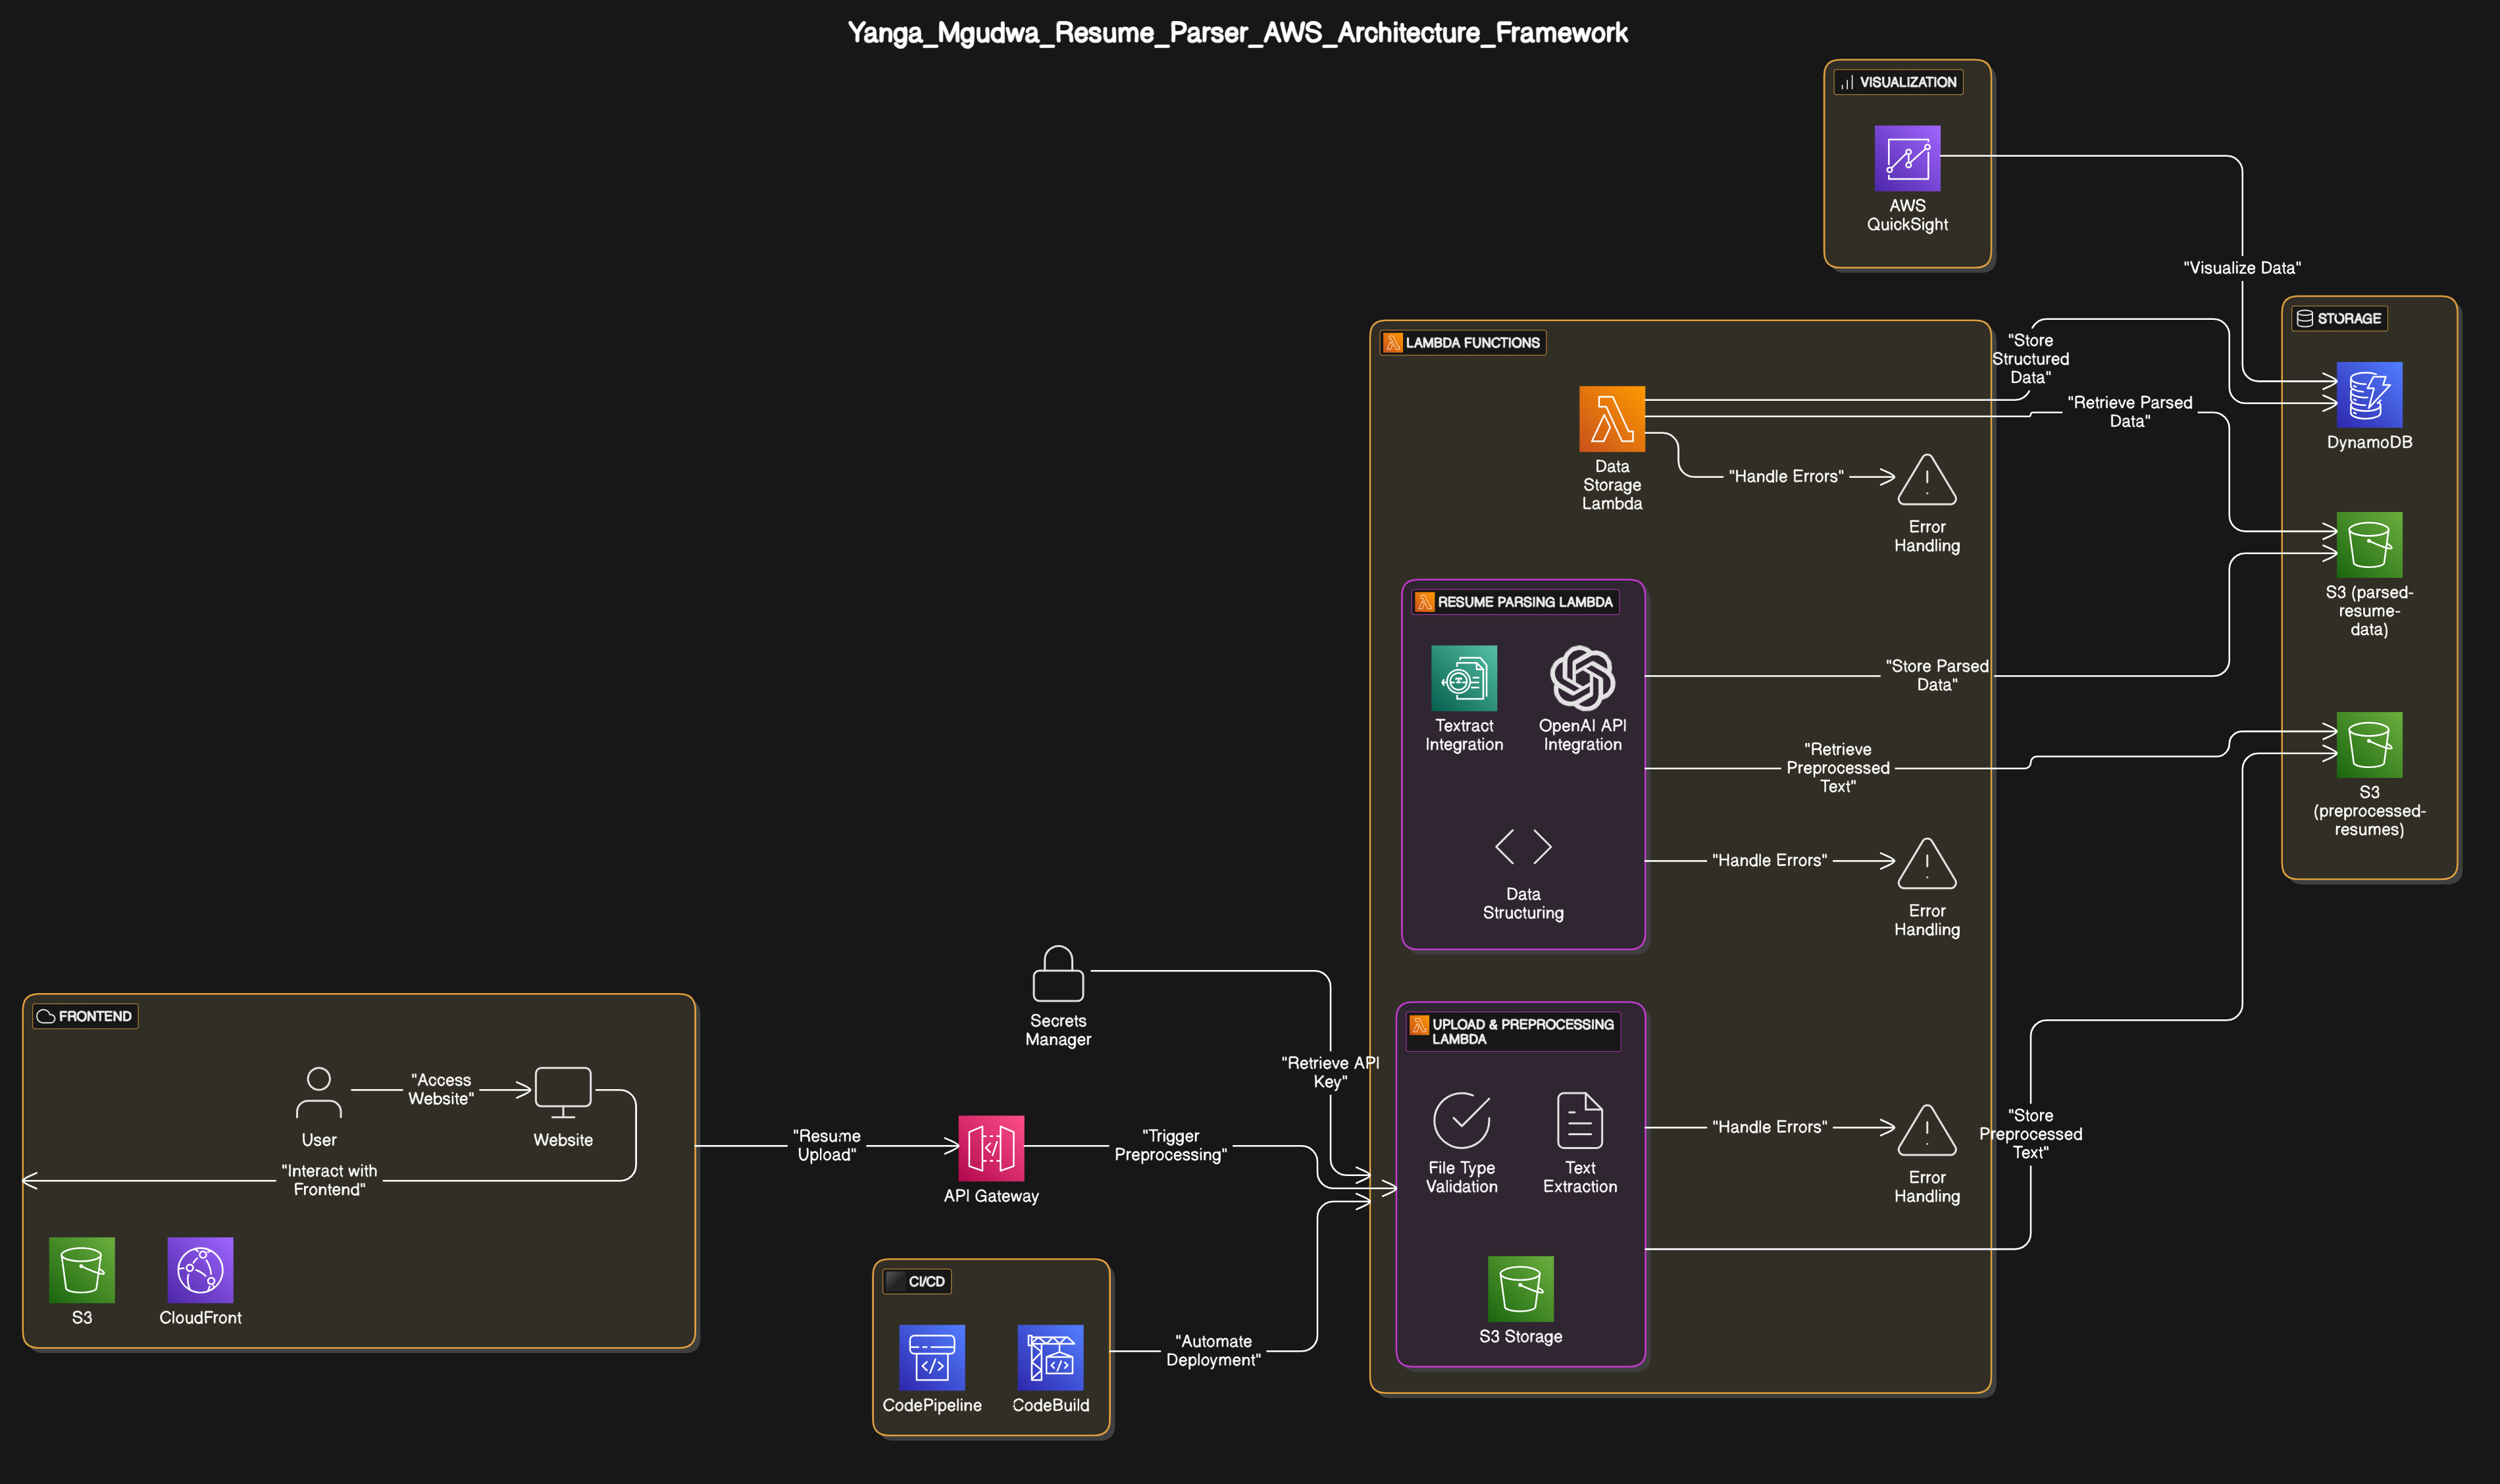 Yanga_Mgudwa_Resume_Parser_AWS_Architecture_Framework
VISUALIZATION
AWS
QuickSight
"Visualize Data"
STORAGE
DynamoDB
S3 (parsed-
resume-
data)
S3
(preprocessed-
resumes)
LAMBDA FUNCTIONS
"Store
Structured
Data"
"Retrieve Parsed
Data"
Data
Storage
Lambda
"Handle Errors"
Error
Handling
RESUME PARSING LAMBDA
Textract
Integration
OpenAI API
Integration
Data
Structuring
"Store Parsed
Data"
"Retrieve
Preprocessed
Text"
"Handle Errors"
Error
Handling
UPLOAD & PREPROCESSING
LAMBDA
File Type
Validation
Text
Extraction
S3 Storage
"Handle Errors"
Error
Handling
"Store
Preprocessed
Text"
Secrets
Manager
"Retrieve API
Key"
FRONTEND
User
"Access
Website"
Website
"Interact with
Frontend"
S3
CloudFront
"Resume
Upload"
API Gateway
"Trigger
Preprocessing"
CI/CD
CodePipeline
CodeBuild
"Automate
Deployment"